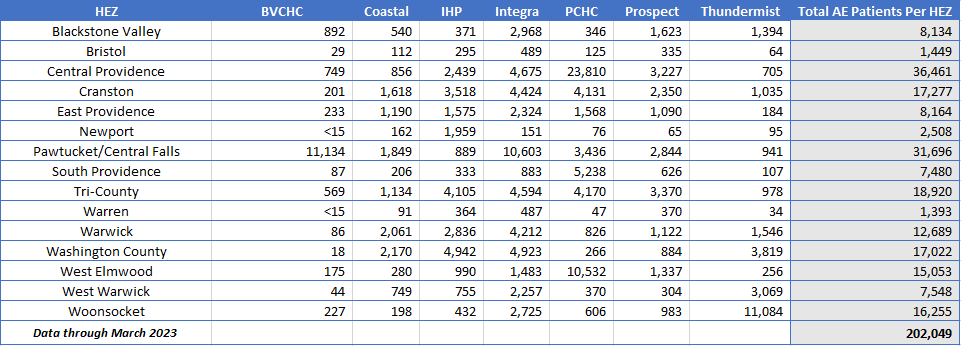 HEZ BVCHC Coastal IHP Integra PCHC Prospect Thundermist Total AE Patients Per HEZ
Blackstone Valley 892 540 371 2,968 346 1,623 1,394 8,134
Bristol 29 112 295 489 125 335 64 1,449
Central Providence 749 856 2,439 4,675 23,810 3,227 705 36,461
Cranston 201 1,618 3,518 4,424 4,131 2,350 1,035 17,277
East Providence 233 1,190 1,575 2,324 1,568 1,090 184 8,164
Newport <15 162 1,959 151 76 65 95 2,508
Pawtucket/Central Falls 11,134 1,849 889 10,603 3,436 2,844 941 31,696
South Providence 87 206 333 883 5,238 626 107 7,480
Tri-County 569 1,134 4,105 4,594 4,170 3,370 978 18,920
Warren <15 91 364 487 47 370 34 1,393
Warwick 86 2,061 2,836 4,212 826 1,122 1,546 12,689
Washington County 18 2,170 4,942 4,923 266 884 3,819 17,022
West Elmwood 175 280 990 1,483 10,532 1,337 256 15,053
West Warwick 44 749 755 2,257 370 304 3,069 7,548
Woonsocket 227 198 432 2,725 606 983 11,084 16,255
Data through March 2023 202,049